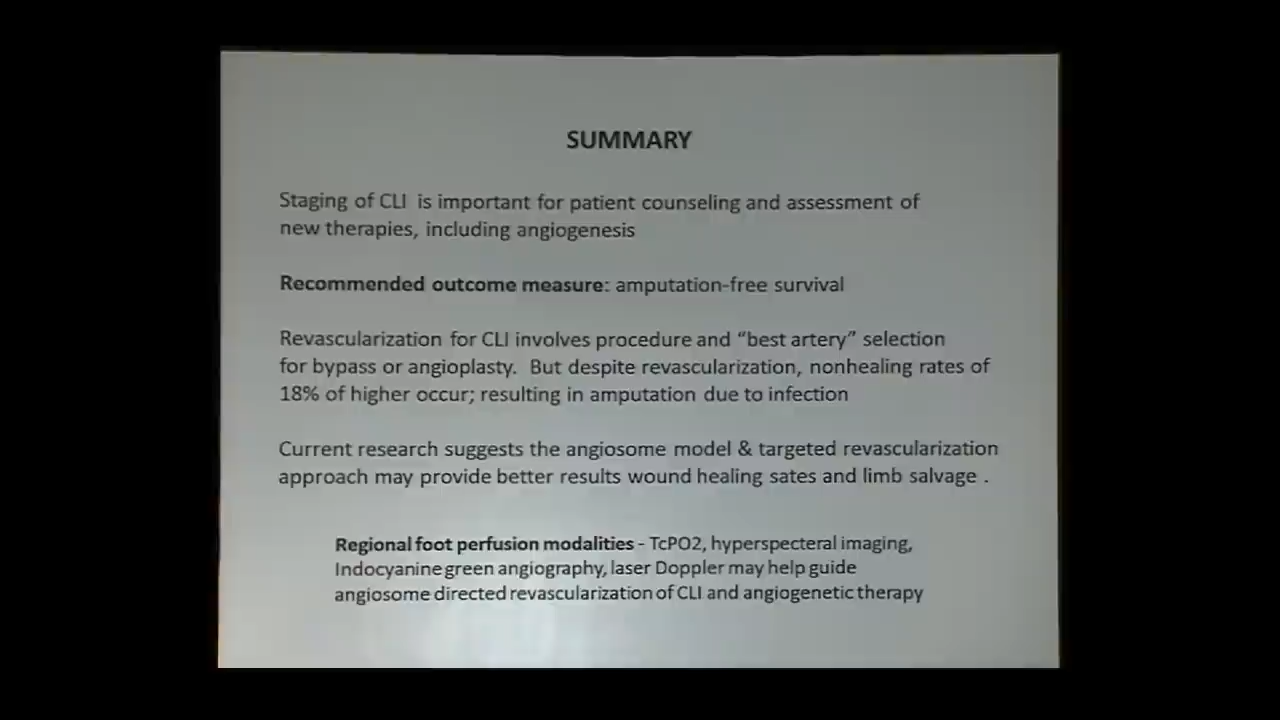 SUMMARY
Staging of CLI is important for patient counseling and assessment of
new therapies, including angiogenesis
Recommended outcome measure: amputation-free survival
Revascularization for CLI involves procedure and “best artery” selection
for bypass or angioplasty. But despite revascularization, nonhealing rates of
18% of higher occur; resulting in amputation due to infection
Current research suggests the angiosome model & targeted revascularization
approach may provide better results wound healing sates and limb salvage .
Regional foot perfusion modalities - TcPO2, hyperspecteral imaging,
Indocyanine green angiography, laser Doppler may help guide
angiosome directed revascularization of CLI and angiogenetic therapy